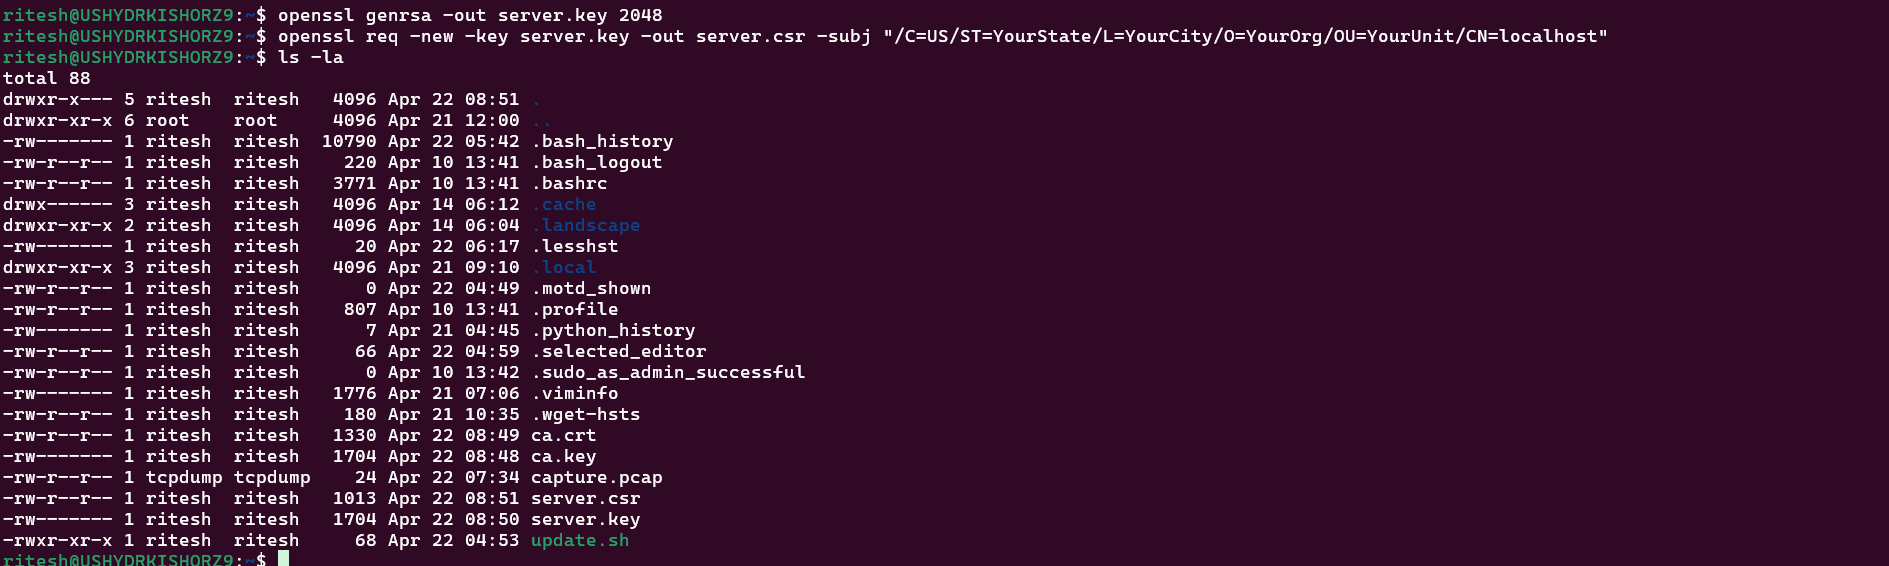 ritesh@USHYDRKISHORZ9:~$ openssl genrsa -out server.key 2048
ritesh@USHYDRKISHORZ9:~$ openssl req -new -key server.key -out server.csr -subj "/C=US/ST=YourState/L=YourCity/O=YourOrg/OU=YourUnit/CN=localhost"
ritesh@USHYDRKISHORZ9:~$ ls -la
total 88
drwxr-x--- 5 ritesh  ritesh   4096 Apr 22 08:51 .
drwxr-xr-x 6 root    root     4096 Apr 21 12:00 ..
-rw------- 1 ritesh  ritesh  10790 Apr 22 05:42 .bash_history
-rw-r--r-- 1 ritesh  ritesh    220 Apr 10 13:41 .bash_logout
-rw-r--r-- 1 ritesh  ritesh   3771 Apr 10 13:41 .bashrc
drwx------ 3 ritesh  ritesh   4096 Apr 14 06:12 .cache
drwxr-xr-x 2 ritesh  ritesh   4096 Apr 14 06:04 .landscape
-rw------- 1 ritesh  ritesh     20 Apr 22 06:17 .lesshst
drwxr-xr-x 3 ritesh  ritesh   4096 Apr 21 09:10 .local
-rw-r--r-- 1 ritesh  ritesh      0 Apr 22 04:49 .motd_shown
-rw-r--r-- 1 ritesh  ritesh    807 Apr 10 13:41 .profile
-rw------- 1 ritesh  ritesh      7 Apr 21 04:45 .python_history
-rw-r--r-- 1 ritesh  ritesh     66 Apr 22 04:59 .selected_editor
-rw-r--r-- 1 ritesh  ritesh      0 Apr 10 13:42 .sudo_as_admin_successful
-rw------- 1 ritesh  ritesh   1776 Apr 21 07:06 .viminfo
-rw-r--r-- 1 ritesh  ritesh    180 Apr 21 10:35 .wget-hsts
-rw-r--r-- 1 ritesh  ritesh   1330 Apr 22 08:49 ca.crt
-rw------- 1 ritesh  ritesh   1704 Apr 22 08:48 ca.key
-rw-r--r-- 1 tcpdump tcpdump    24 Apr 22 07:34 capture.pcap
-rw-r--r-- 1 ritesh  ritesh   1013 Apr 22 08:51 server.csr
-rw------- 1 ritesh  ritesh   1704 Apr 22 08:50 server.key
-rwxr-xr-x 1 ritesh  ritesh     68 Apr 22 04:53 update.sh
ritesh@USHYDRKISHORZ9:~$